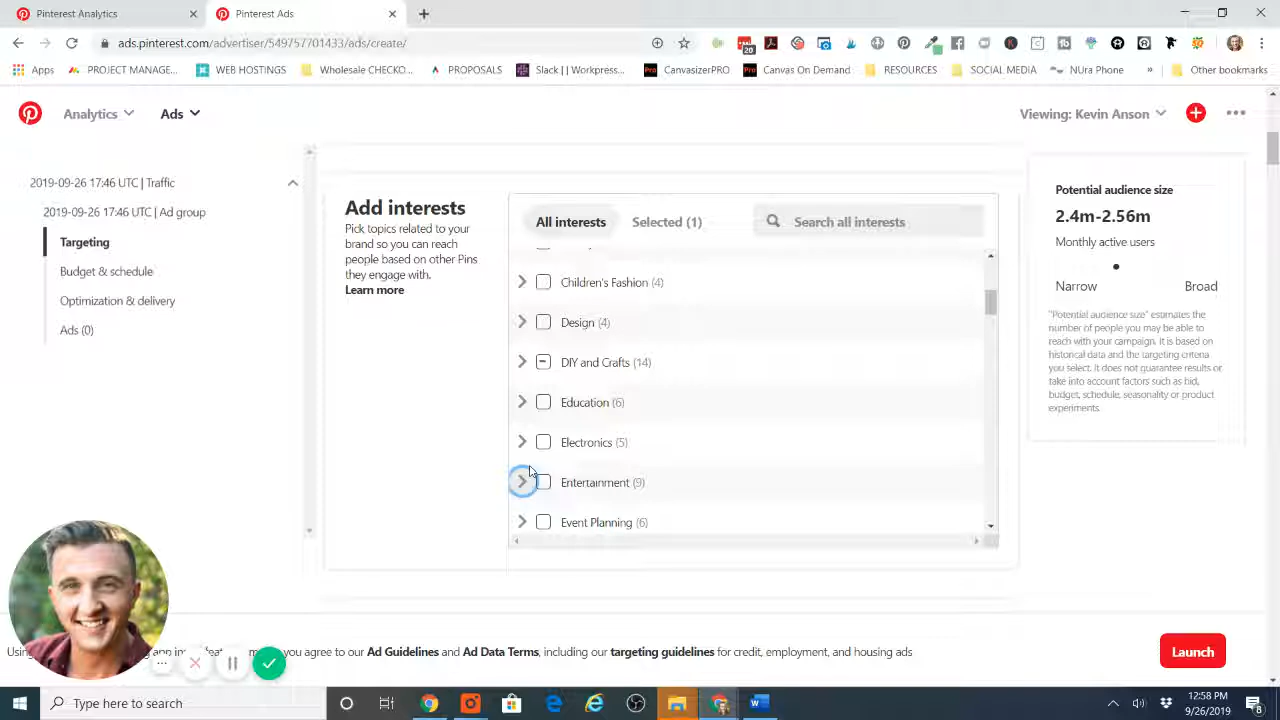 Pinterest Analytics
Pinterest Ads
ads.pinterest.com/advertiser/549757701433/ads/create/
20
PROJECT MANAGE...
WEB HOSTINGS
Wholesale CHECKO...
PROPOSALS
Slack | | Workpress...
CanvasizerPRO
Canvas On Demand
RESOURCES
SOCIAL MEDIA
NUra Phone
»
Other bookmarks
Analytics
Ads
Viewing: Kevin Anson
2019-09-26 17:46 UTC | Traffic
2019-09-26 17:46 UTC | Ad group
Targeting
Budget & schedule
Optimization & delivery
Ads (0)
Add interests
Pick topics related to your
brand so you can reach
people based on other Pins
they engage with.
Learn more
All interests
Selected (1)
Search all interests
Children's Fashion (4)
Design (4)
DIY and Crafts (14)
Education (6)
Electronics (5)
Entertainment (9)
Event Planning (6)
Potential audience size
2.4m-2.56m
Monthly active users
Narrow
Broad
"Potential audience size" estimates the
number of people you may be able to
reach with your campaign. It is based on
historical data and the targeting criteria
you select. It does not guarantee results or
take into account factors such as bid,
budget, schedule, seasonality or product
experiments.
you agree to our Ad Guidelines and Ad Data Terms, including our targeting guidelines for credit, employment, and housing ads
Launch
Type here to search
12:58 PM
9/26/2019
8